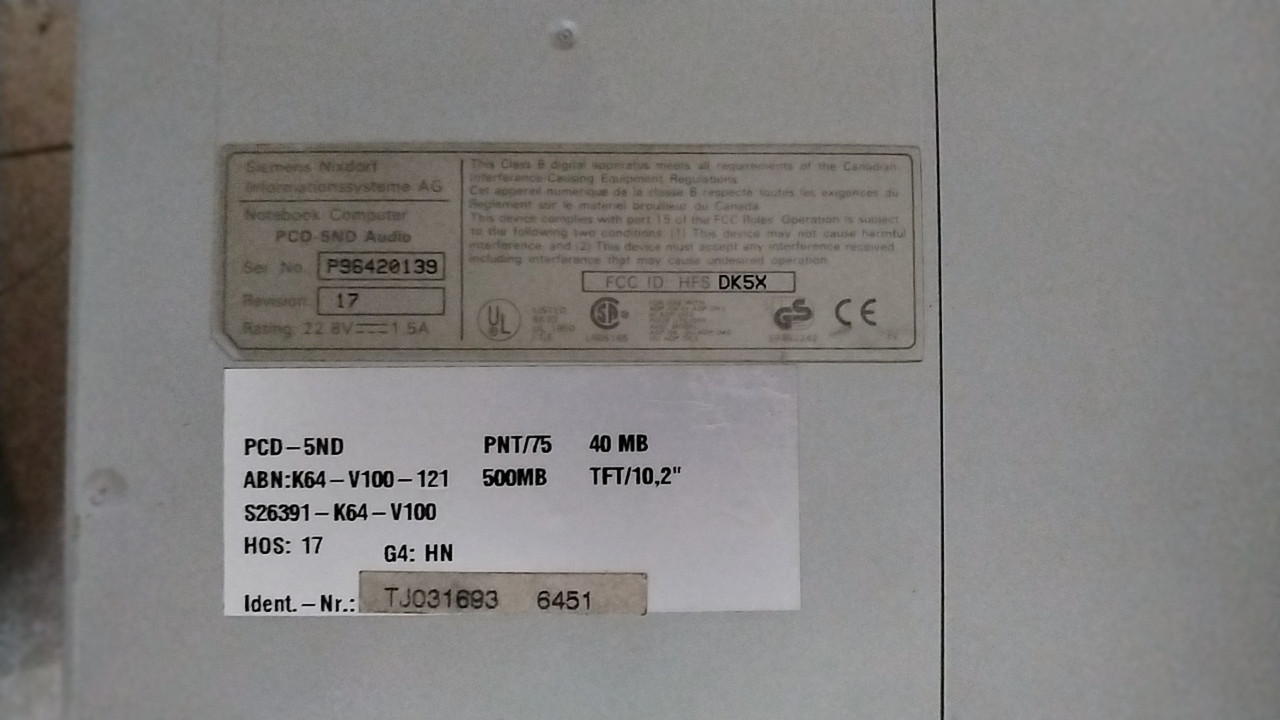 Siemens Nixdorf
Informationssysteme AG
Notebook Computer
PCD-5ND Audio
Ser. No. P96420139
Revision 17
Rating: 22.8V 1.5A
This Class B digital apparatus meets all requirements of the Canadian
Interference-Causing Equipment Regulations.
Cet appareil numerique de la classe B respecte toutes les exigences du
Reglement sur le materiel brouilleur du Canada.
This device complies with part 15 of the FCC Rules. Operation is subject
to the following two conditions: (1) This device may not cause harmful
interference, and (2) This device must accept any interference received,
including interference that may cause undesired operation.
FCC ID HFS DK5X
UL
LISTED
GS
CE
PCD-5ND PNT/75 40 MB
ABN:K64-V100-121 500MB TFT/10,2"
S26391-K64-V100
HOS: 17 G4: HN
Ident.-Nr.: TJ031693 6451